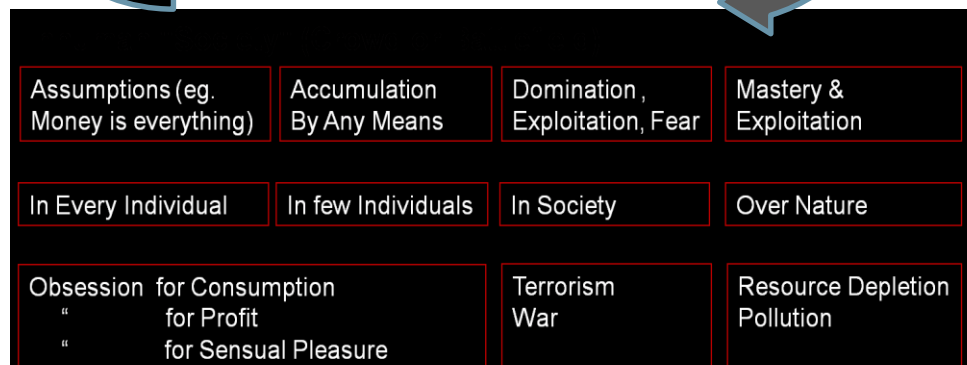 Assumptions (eg.
Money is everything)
Accumulation
By Any Means
Domination ,
Exploitation, Fear
Mastery &
Exploitation
In Every Individual
In few Individuals
In Society
Over Nature
Obsession for Consumption
“ for Profit
“ for Sensual Pleasure
Terrorism
War
Resource Depletion
Pollution